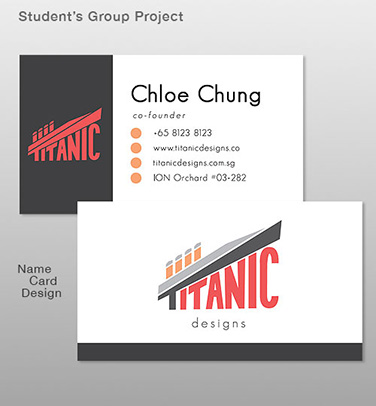 Student's Group Project
TITANIC
Chloe Chung
co-founder
+65 8123 8123
www.titanicdesigns.co
titanicdesigns.com.sg
ION Orchard #03-282
Name
Card
Design
TITANIC
designs